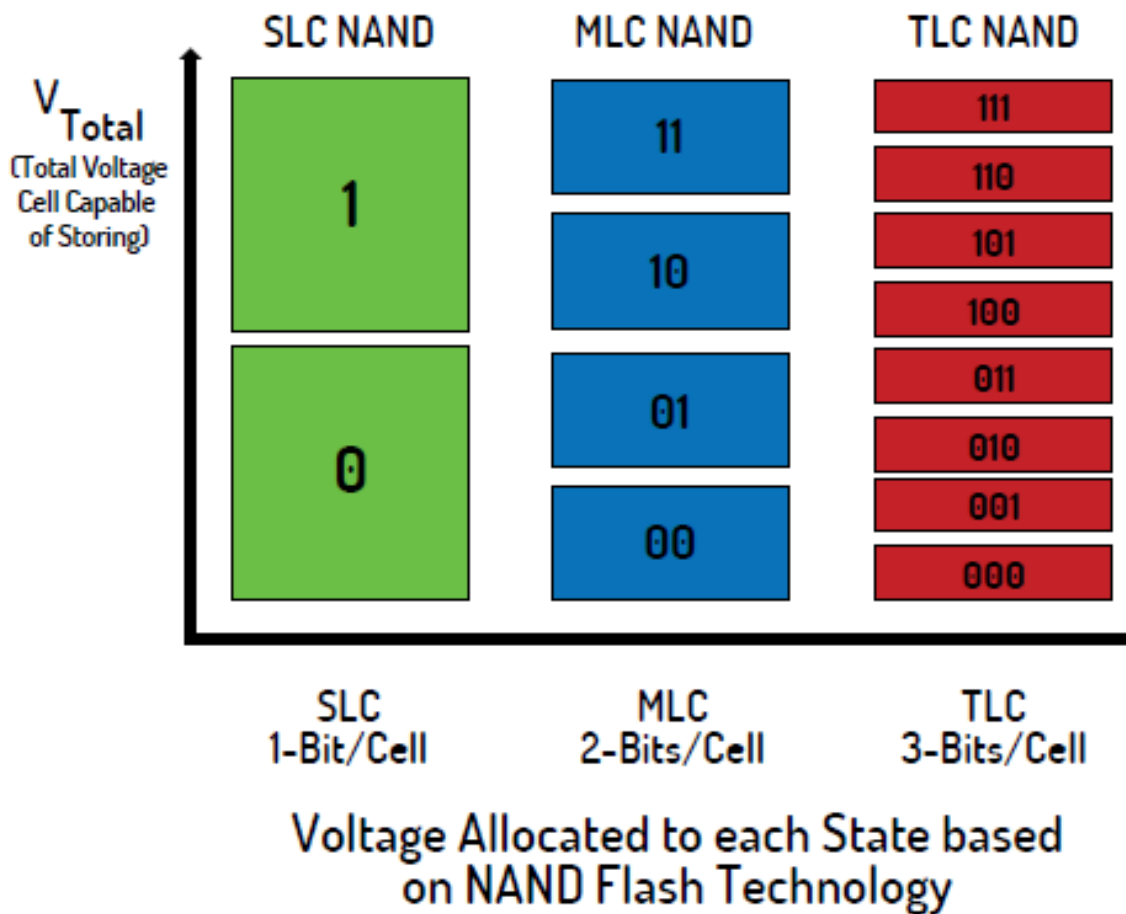 SLC NAND
MLC NAND
TLC NAND
V
Total
(Total Voltage
Cell Capable
of Storing)
1
0
11
10
01
00
111
110
101
100
011
010
001
000
SLC
1-Bit/Cell
MLC
2-Bits/Cell
TLC
3-Bits/Cell
Voltage Allocated to each State based
on NAND Flash Technology